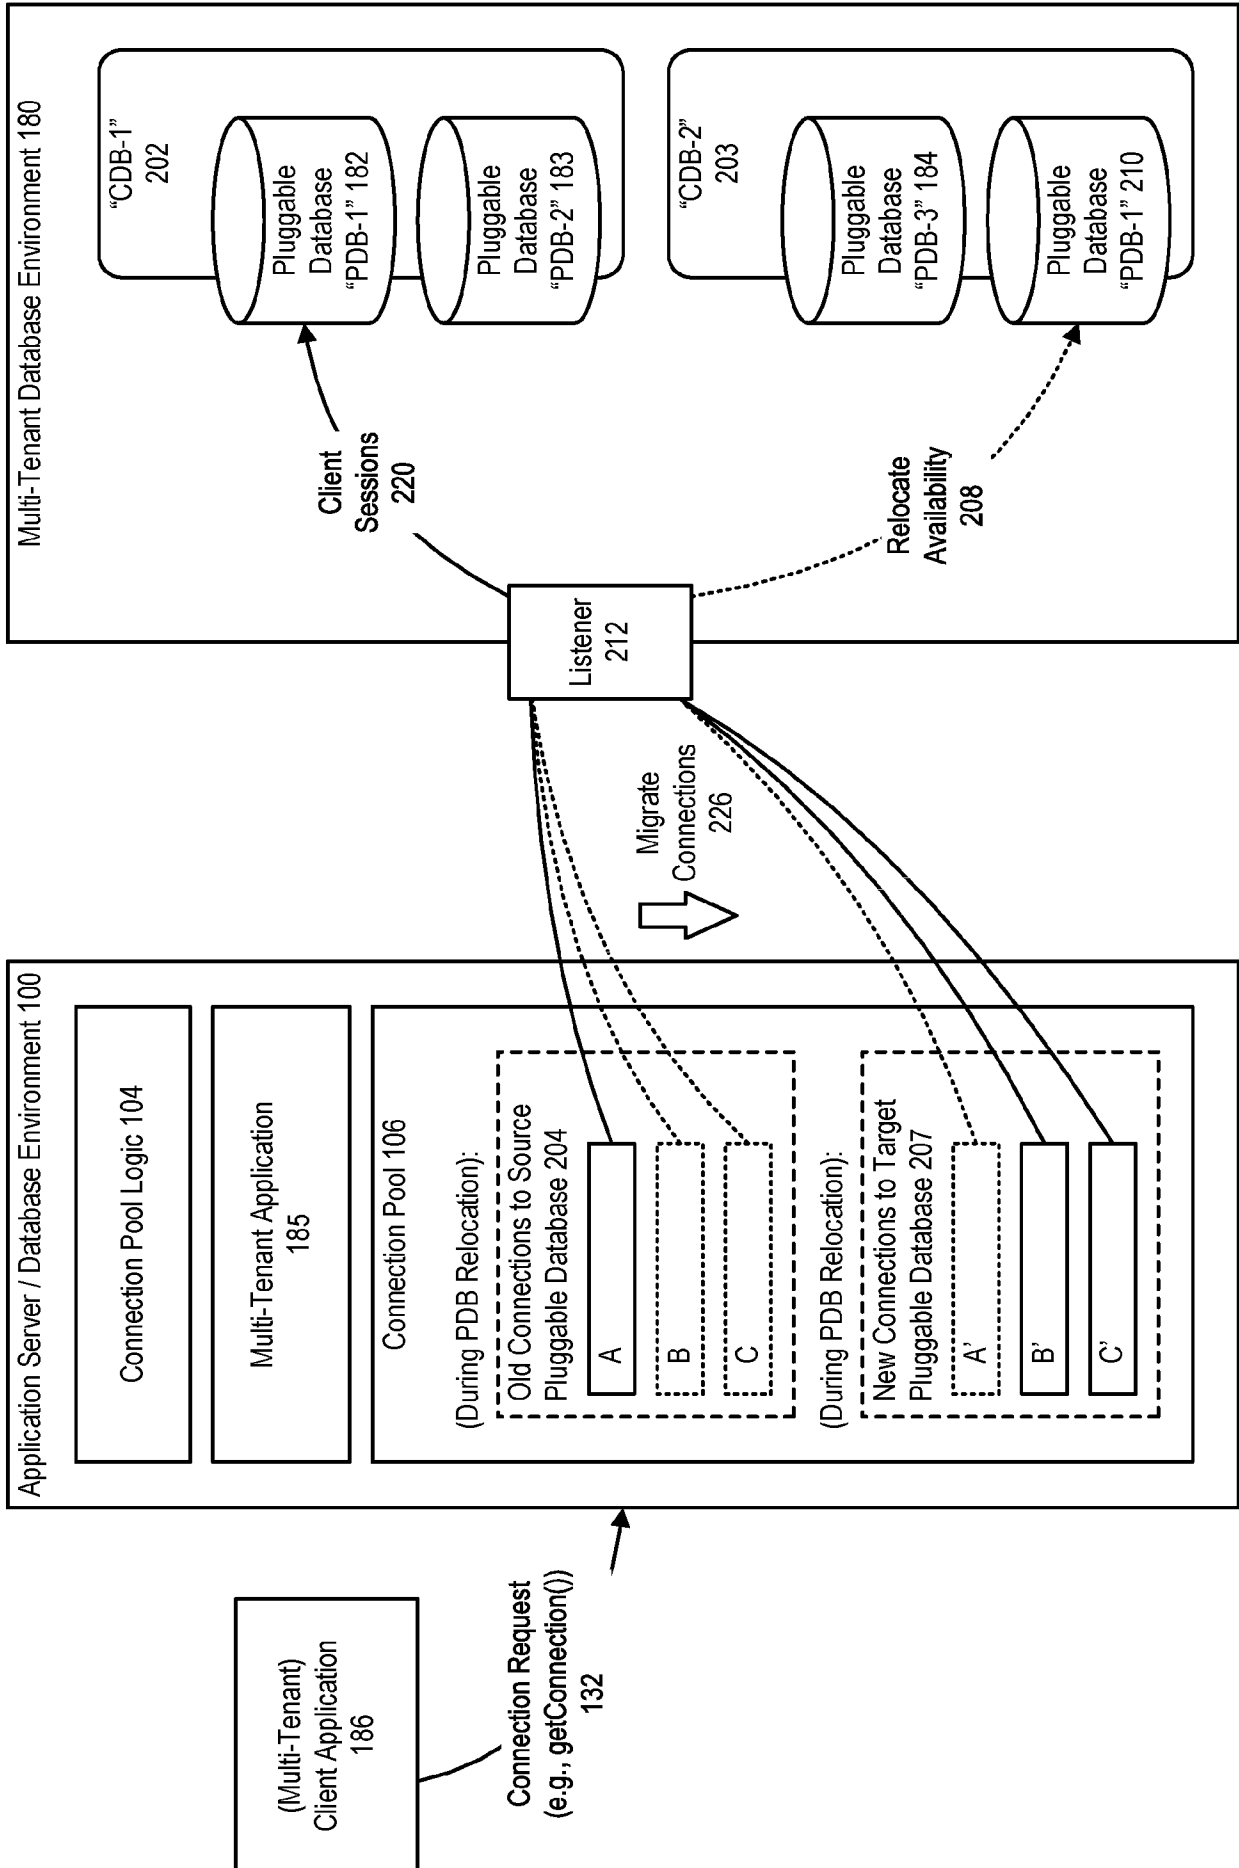 (Multi-Tenant)
Client Application
186
Connection Request
(e.g., getConnection())
132
Application Server / Database Environment 100
Connection Pool Logic 104
Multi-Tenant Application
185
Connection Pool 106
(During PDB Relocation):
Old Connections to Source
Pluggable Database 204
A
B
C
(During PDB Relocation):
New Connections to Target
Pluggable Database 207
A’
B’
C’
Migrate
Connections
226
Listener
212
Multi-Tenant Database Environment 180
Client
Sessions
220
Relocate
Availability
208
“CDB-1”
202
Pluggable
Database
“PDB-1” 182
Pluggable
Database
“PDB-2” 183
“CDB-2”
203
Pluggable
Database
“PDB-3” 184
Pluggable
Database
“PDB-1” 210